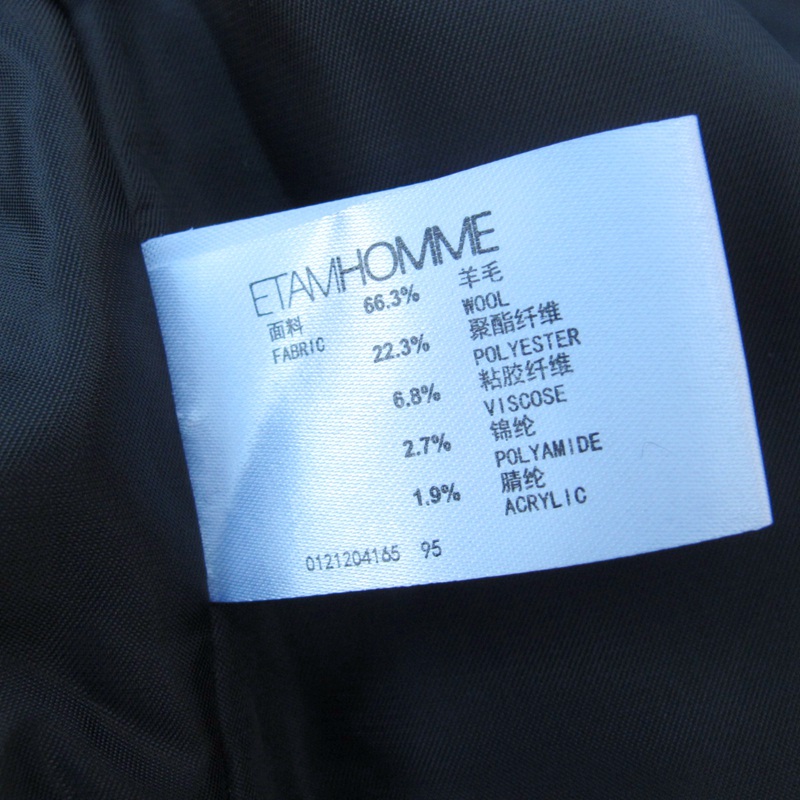 ETAMHOMME
面料 66.3% 羊毛
FABRIC WOOL
22.3% 聚酯纤维
POLYESTER
6.8% 粘胶纤维
VISCOSE
2.7% 锦纶
POLYAMIDE
1.9% 腈纶
ACRYLIC
0121204165 95